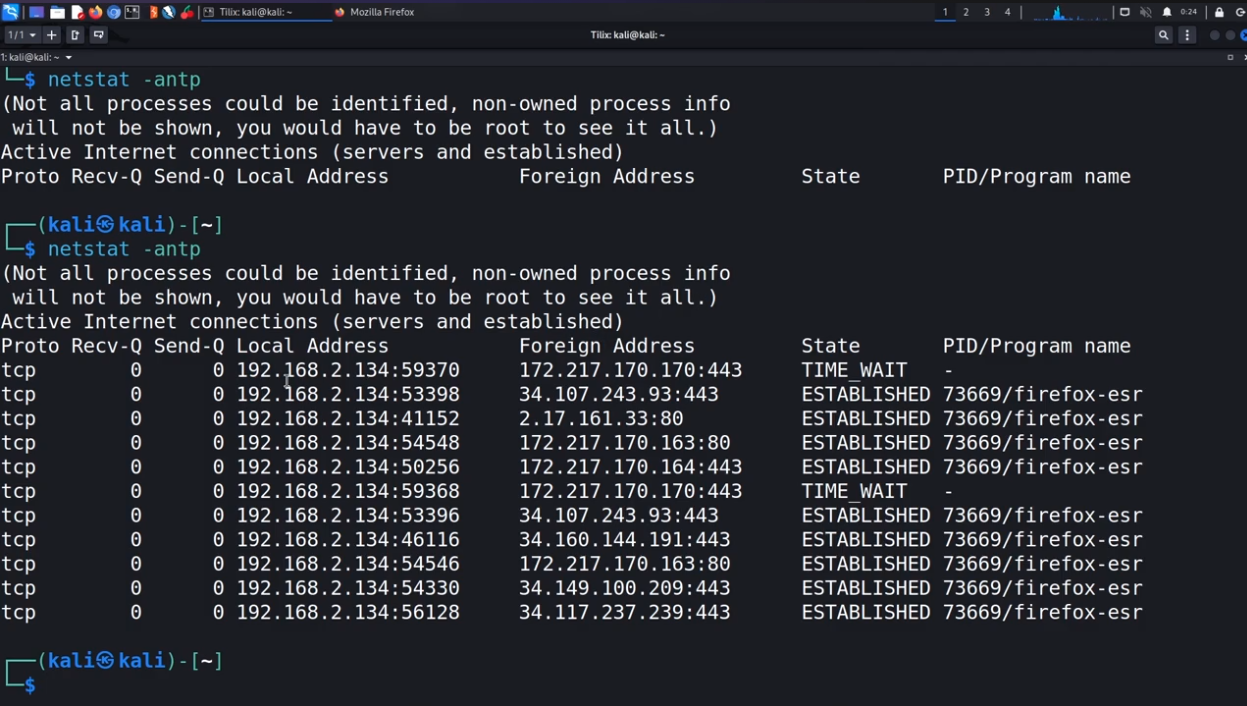 Tilix: kali@kali: ~
Mozilla Firefox
1 2 3 4
0:24
1/1
Tilix: kali@kali: ~
1: kali@kali: ~
$ netstat -antp
(Not all processes could be identified, non-owned process info
will not be shown, you would have to be root to see it all.)
Active Internet connections (servers and established)
Proto Recv-Q Send-Q Local Address Foreign Address State PID/Program name
(kali㉿kali)-[~]
$ netstat -antp
(Not all processes could be identified, non-owned process info
will not be shown, you would have to be root to see it all.)
Active Internet connections (servers and established)
Proto Recv-Q Send-Q Local Address Foreign Address State PID/Program name
tcp 0 0 192.168.2.134:59370 172.217.170.170:443 TIME_WAIT -
tcp 0 0 192.168.2.134:53398 34.107.243.93:443 ESTABLISHED 73669/firefox-esr
tcp 0 0 192.168.2.134:41152 2.17.161.33:80 ESTABLISHED 73669/firefox-esr
tcp 0 0 192.168.2.134:54548 172.217.170.163:80 ESTABLISHED 73669/firefox-esr
tcp 0 0 192.168.2.134:50256 172.217.170.164:443 ESTABLISHED 73669/firefox-esr
tcp 0 0 192.168.2.134:59368 172.217.170.170:443 TIME_WAIT -
tcp 0 0 192.168.2.134:53396 34.107.243.93:443 ESTABLISHED 73669/firefox-esr
tcp 0 0 192.168.2.134:46116 34.160.144.191:443 ESTABLISHED 73669/firefox-esr
tcp 0 0 192.168.2.134:54546 172.217.170.163:80 ESTABLISHED 73669/firefox-esr
tcp 0 0 192.168.2.134:54330 34.149.100.209:443 ESTABLISHED 73669/firefox-esr
tcp 0 0 192.168.2.134:56128 34.117.237.239:443 ESTABLISHED 73669/firefox-esr
(kali㉿kali)-[~]
$